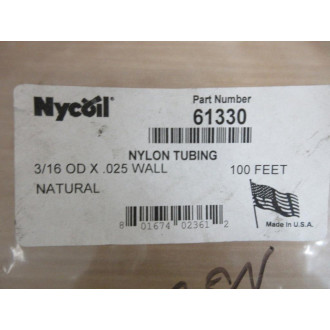 Nycoil® Part Number
61330
NYLON TUBING
3/16 OD X .025 WALL 100 FEET
NATURAL
Made in U.S.A.
8 01674 02361 2